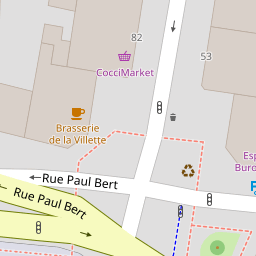 82
53
CocciMarket
Brasserie
de la Villette
Esp
Buro
Rue Paul Bert
Rue Paul Bert